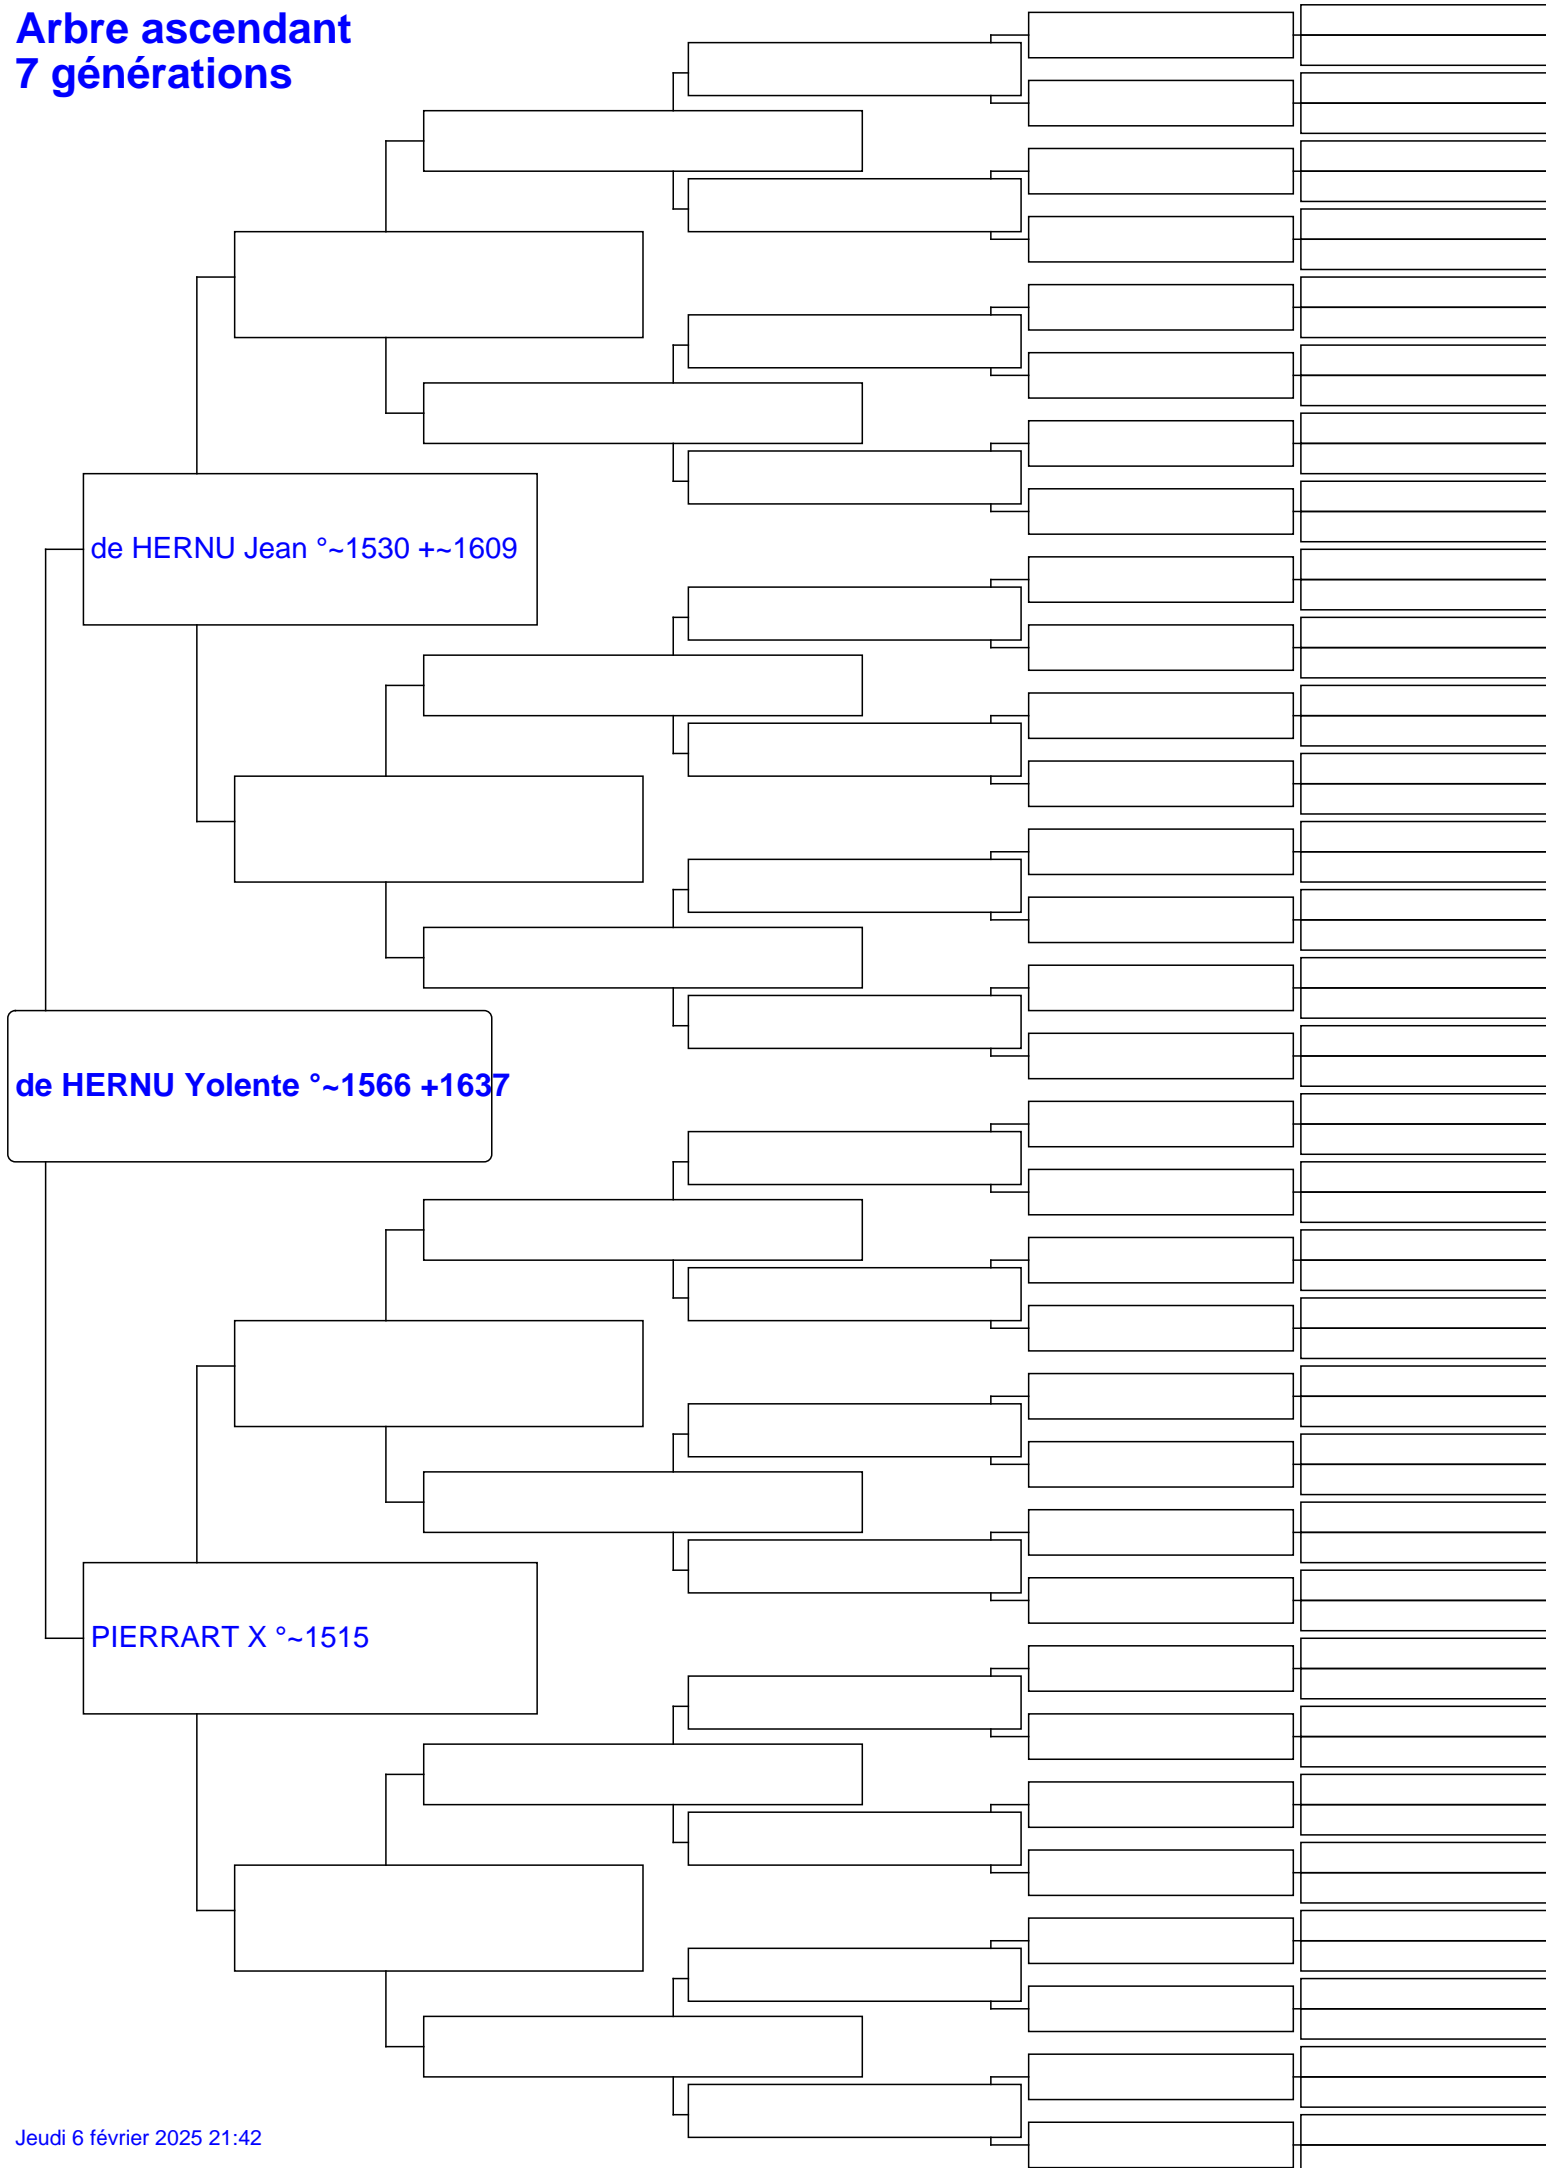 Arbre ascendant
7 générations
de HERNU Jean °~1530 +~1609
de HERNU Yolente °~1566 +1637
PIERRART X °~1515
Jeudi 6 février 2025 21:42